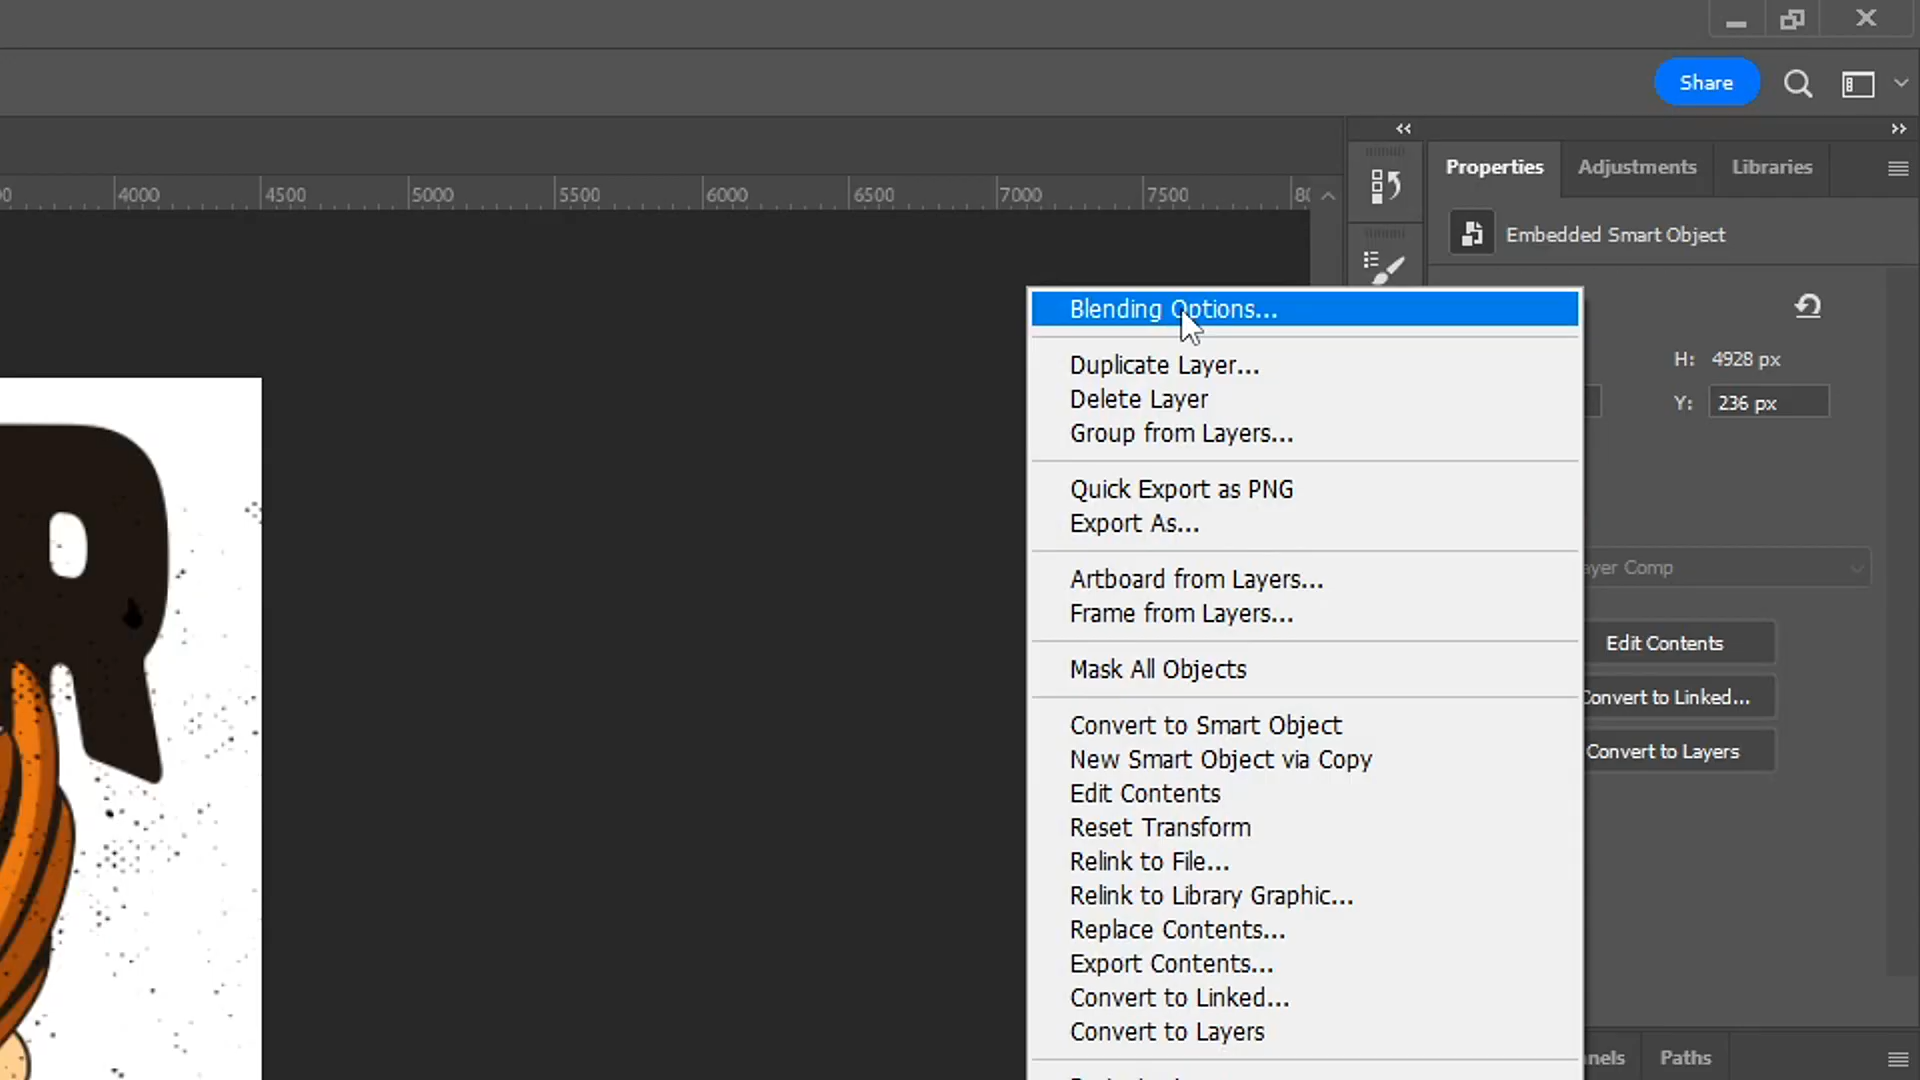 Share
4000
4500
5000
5500
6000
6500
7000
7500
Properties
Adjustments
Libraries
Embedded Smart Object
Blending Options...
H: 4928 px
Duplicate Layer...
Delete Layer
Y: 236 px
Group from Layers...
Quick Export as PNG
Export As...
R
Artboard from Layers...
Comp
Frame from Layers...
Edit Contents
Mask All Objects
Convert to Linked...
Convert to Smart Object
Convert to Layers
New Smart Object via Copy
Edit Contents
Reset Transform
Relink to File...
Relink to Library Graphic...
Replace Contents...
Export Contents...
Convert to Linked...
Convert to Layers
Paths